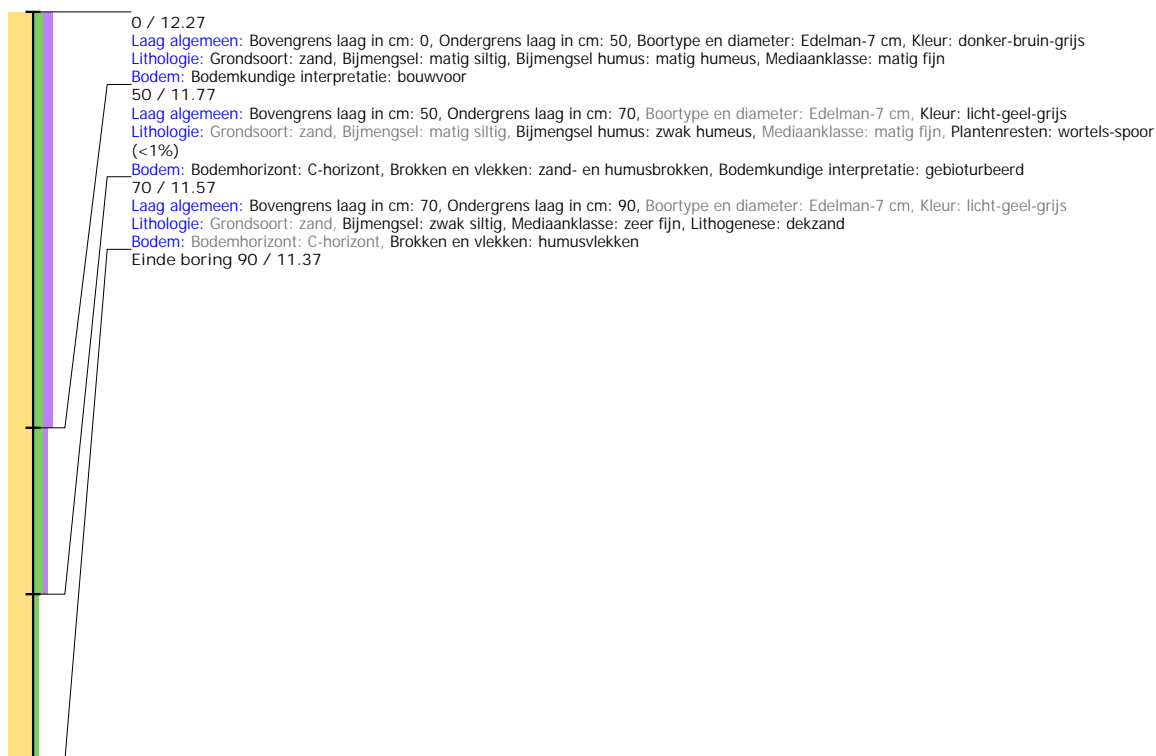 0 / 12.27
Laag algemeen: Bovengrens laag in cm: 0, Ondergrens laag in cm: 50, Boortype en diameter: Edelman-7 cm, Kleur: donker-bruin-grijs
Lithologie: Grondsoort: zand, Bijmengsel: matig siltig, Bijmengsel humus: matig humeus, Mediaanklasse: matig fijn
Bodem: Bodemkundige interpretatie: bouwvoor
50 / 11.77
Laag algemeen: Bovengrens laag in cm: 50, Ondergrens laag in cm: 70, Boortype en diameter: Edelman-7 cm, Kleur: licht-geel-grijs
Lithologie: Grondsoort: zand, Bijmengsel: matig siltig, Bijmengsel humus: zwak humeus, Mediaanklasse: matig fijn, Plantenresten: wortels-spoor
(<1%)
Bodem: Bodemhorizont: C-horizont, Brokken en vlekken: zand- en humusbrokken, Bodemkundige interpretatie: gebioturbeerd
70 / 11.57
Laag algemeen: Bovengrens laag in cm: 70, Ondergrens laag in cm: 90, Boortype en diameter: Edelman-7 cm, Kleur: licht-geel-grijs
Lithologie: Grondsoort: zand, Bijmengsel: zwak siltig, Mediaanklasse: zeer fijn, Lithogenese: dekzand
Bodem: Bodemhorizont: C-horizont, Brokken en vlekken: humusvlekken
Einde boring 90 / 11.37